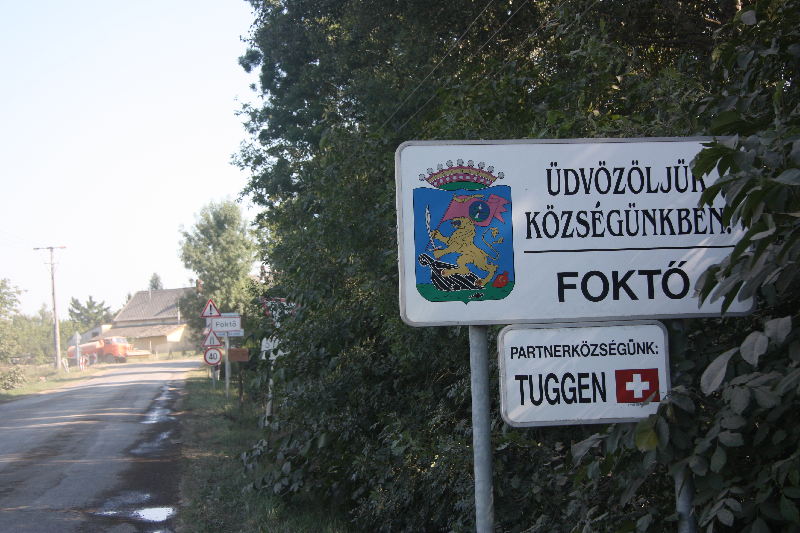 ÜDVÖZÖLJÜK
KÖZSÉGÜNKBEN!
FOKTŐ
PARTNERKÖZSÉGÜNK:
TUGGEN
Foktő
40